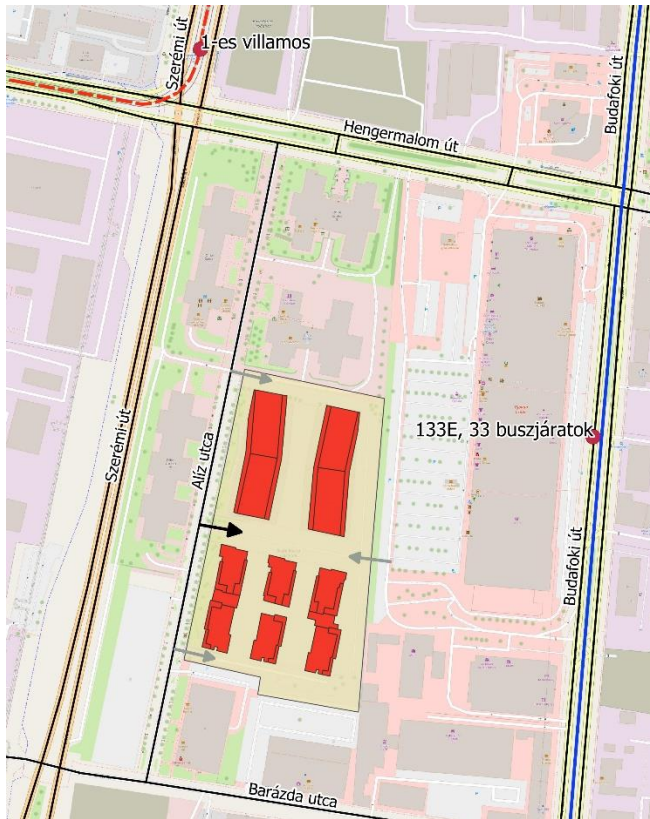 Szerémi út
1-es villamos
Budafoki út
Hengermalom út
133E, 33 buszjáratok
Szerémi út
Alíz utca
Budafoki út
Barázda utca